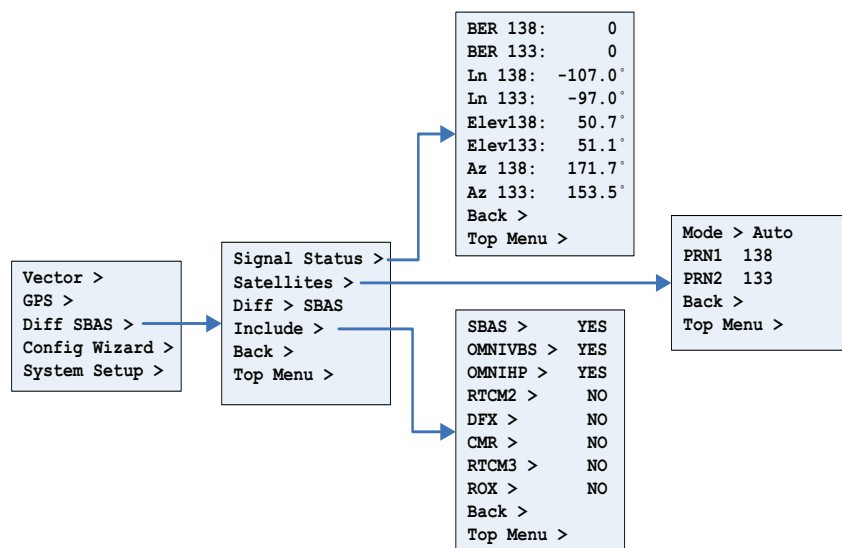 Vector >
GPS >
Diff SBAS >
Config Wizard >
System Setup >
Signal Status >
Satellites >
Diff > SBAS
Include >
Back >
Top Menu >
BER 138: 0
BER 133: 0
Ln 138: -107.0°
Ln 133: -97.0°
Elev138: 50.7°
Elev133: 51.1°
Az 138: 171.7°
Az 133: 153.5°
Back >
Top Menu >
Mode > Auto
PRN1 138
PRN2 133
Back >
Top Menu >
SBAS > YES
OMNIVBS > YES
OMNIHP > YES
RTCM2 > NO
DFX > NO
CMR > NO
RTCM3 > NO
ROX > NO
Back >
Top Menu >